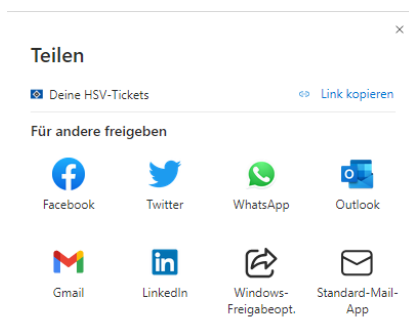 Teilen
Deine HSV-Tickets
Link kopieren
Für andere freigeben
Facebook
Twitter
WhatsApp
Outlook
Gmail
LinkedIn
Windows-
Freigabeopt.
Standard-Mail-
App